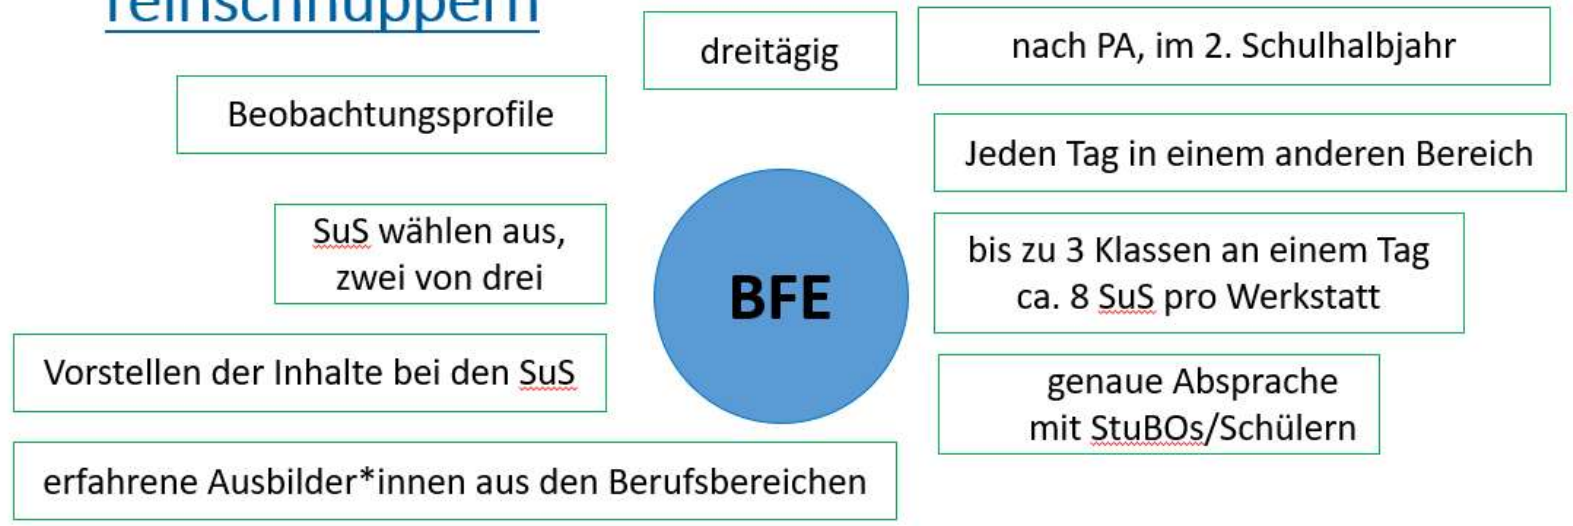 reinschnuppern
dreitägig
nach PA, im 2. Schulhalbjahr
Beobachtungsprofile
Jeden Tag in einem anderen Bereich
SuS wählen aus,
zwei von drei
BFE
bis zu 3 Klassen an einem Tag
ca. 8 SuS pro Werkstatt
Vorstellen der Inhalte bei den SuS
genaue Absprache
mit StuBOs/Schülern
erfahrene Ausbilder*innen aus den Berufsbereichen